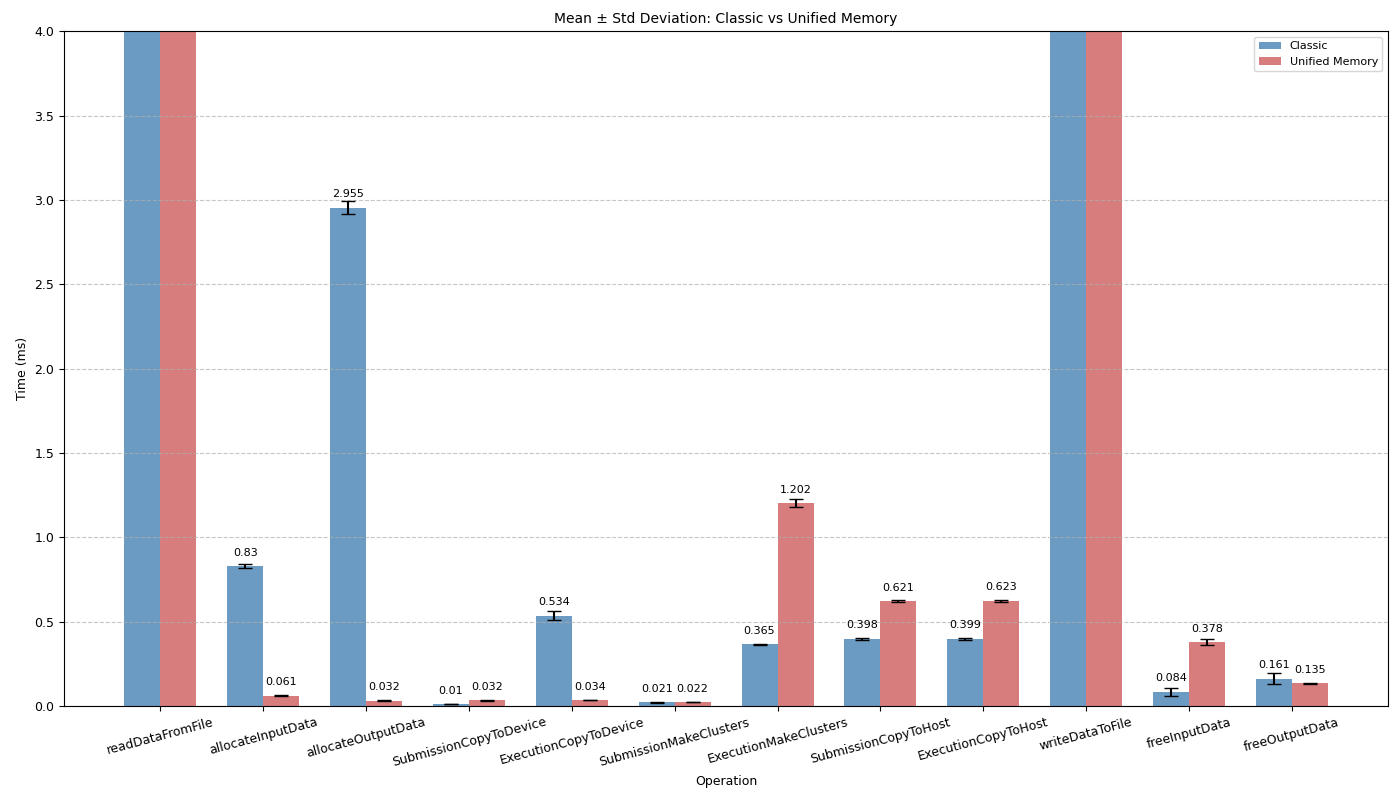 Mean ± Std Deviation: Classic vs Unified Memory
Classic
Unified Memory
Time (ms)
4.0
3.5
3.0
2.5
2.0
1.5
1.0
0.5
0.0
0.83
0.061
2.955
0.032
0.01
0.032
0.534
0.034
0.021
0.022
0.365
1.202
0.398
0.621
0.399
0.623
0.084
0.378
0.161
0.135
readDataFromFile
allocateInputData
allocateOutputData
SubmissionCopyToDevice
ExecutionCopyToDevice
SubmissionMakeClusters
ExecutionMakeClusters
SubmissionCopyToHost
ExecutionCopyToHost
writeDataToFile
freeInputData
freeOutputData
Operation